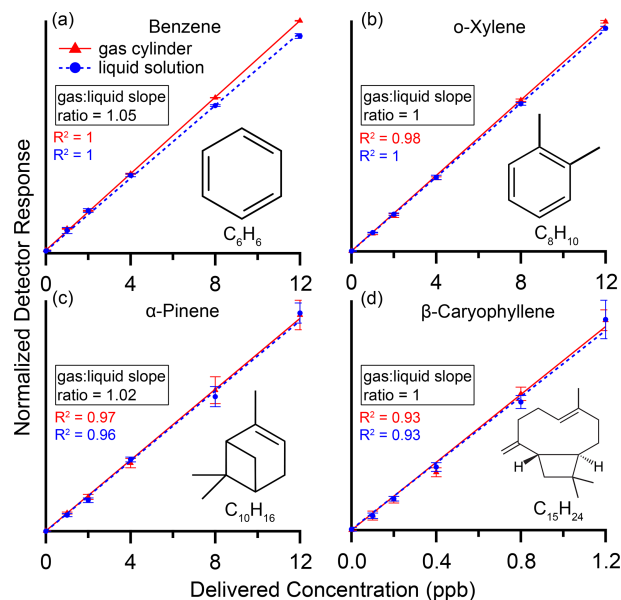 (a)
Benzene
gas cylinder
liquid solution
gas:liquid slope
ratio = 1.05
R² = 1
R² = 1
C₆H₆
0 4 8 12
(b)
o-Xylene
gas:liquid slope
ratio = 1
R² = 0.98
R² = 1
C₈H₁₀
0 4 8 12
(c)
α-Pinene
gas:liquid slope
ratio = 1.02
R² = 0.97
R² = 0.96
C₁₀H₁₆
0 4 8 12
(d)
β-Caryophyllene
gas:liquid slope
ratio = 1
R² = 0.93
R² = 0.93
H
H
C₁₅H₂₄
0.0 0.4 0.8 1.2
Normalized Detector Response
Delivered Concentration (ppb)